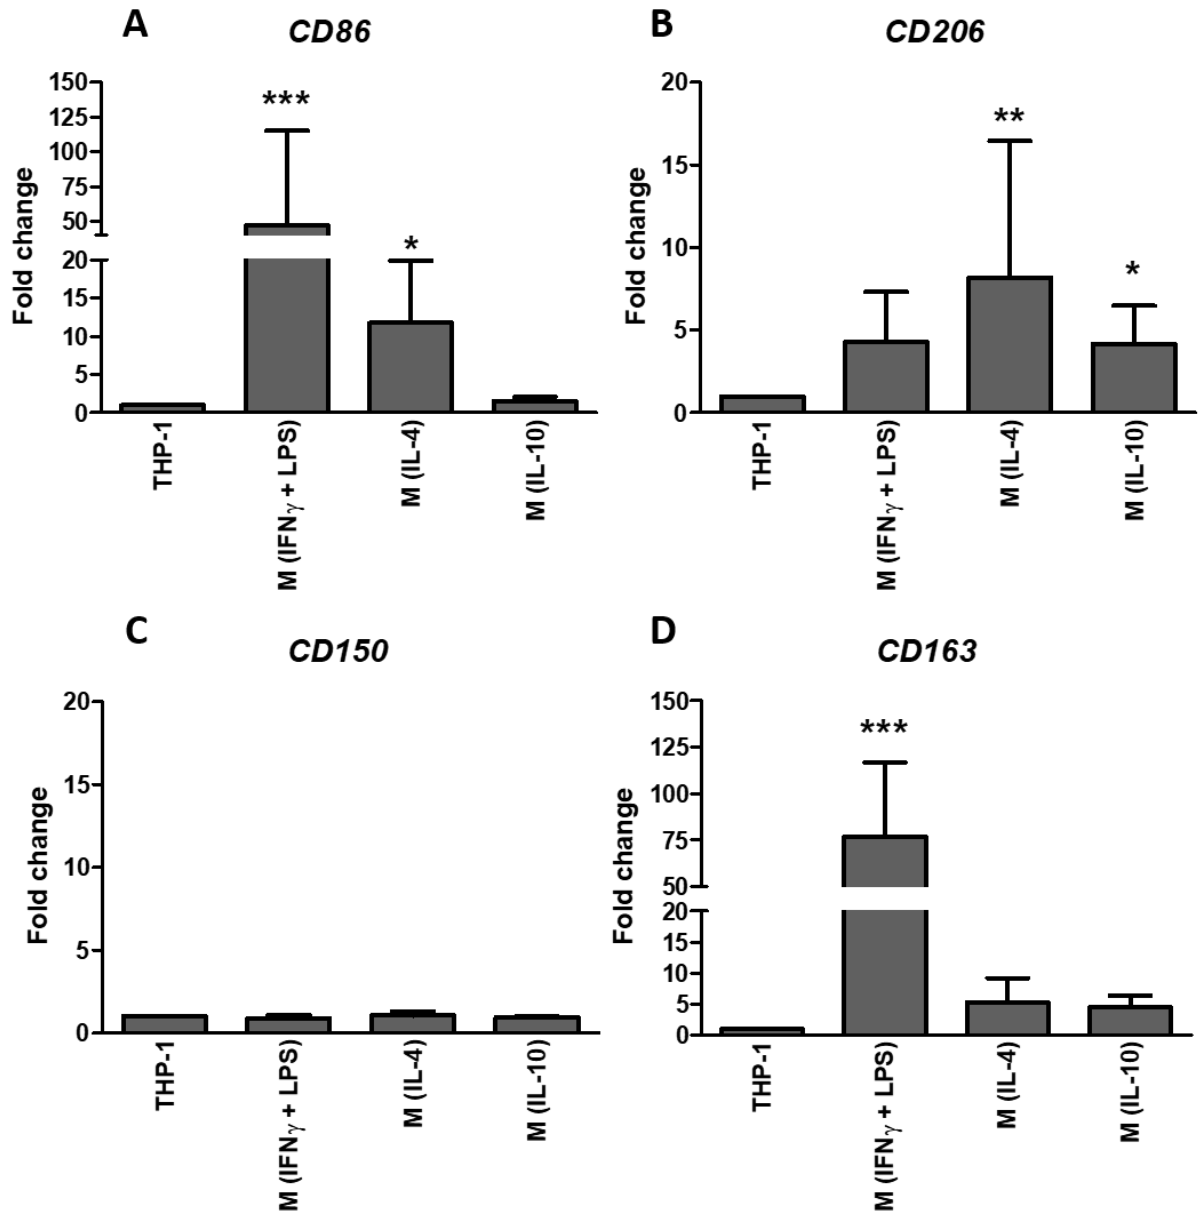 A
CD86
Fold change
150
125
100
75
50
20
15
10
5
0
***
*
THP-1
M (IFNγ + LPS)
M (IL-4)
M (IL-10)
B
CD206
Fold change
20
15
10
5
0
**
*
THP-1
M (IFNγ + LPS)
M (IL-4)
M (IL-10)
C
CD150
Fold change
20
15
10
5
0
THP-1
M (IFNγ + LPS)
M (IL-4)
M (IL-10)
D
CD163
Fold change
150
125
100
75
50
20
15
10
5
0
***
THP-1
M (IFNγ + LPS)
M (IL-4)
M (IL-10)